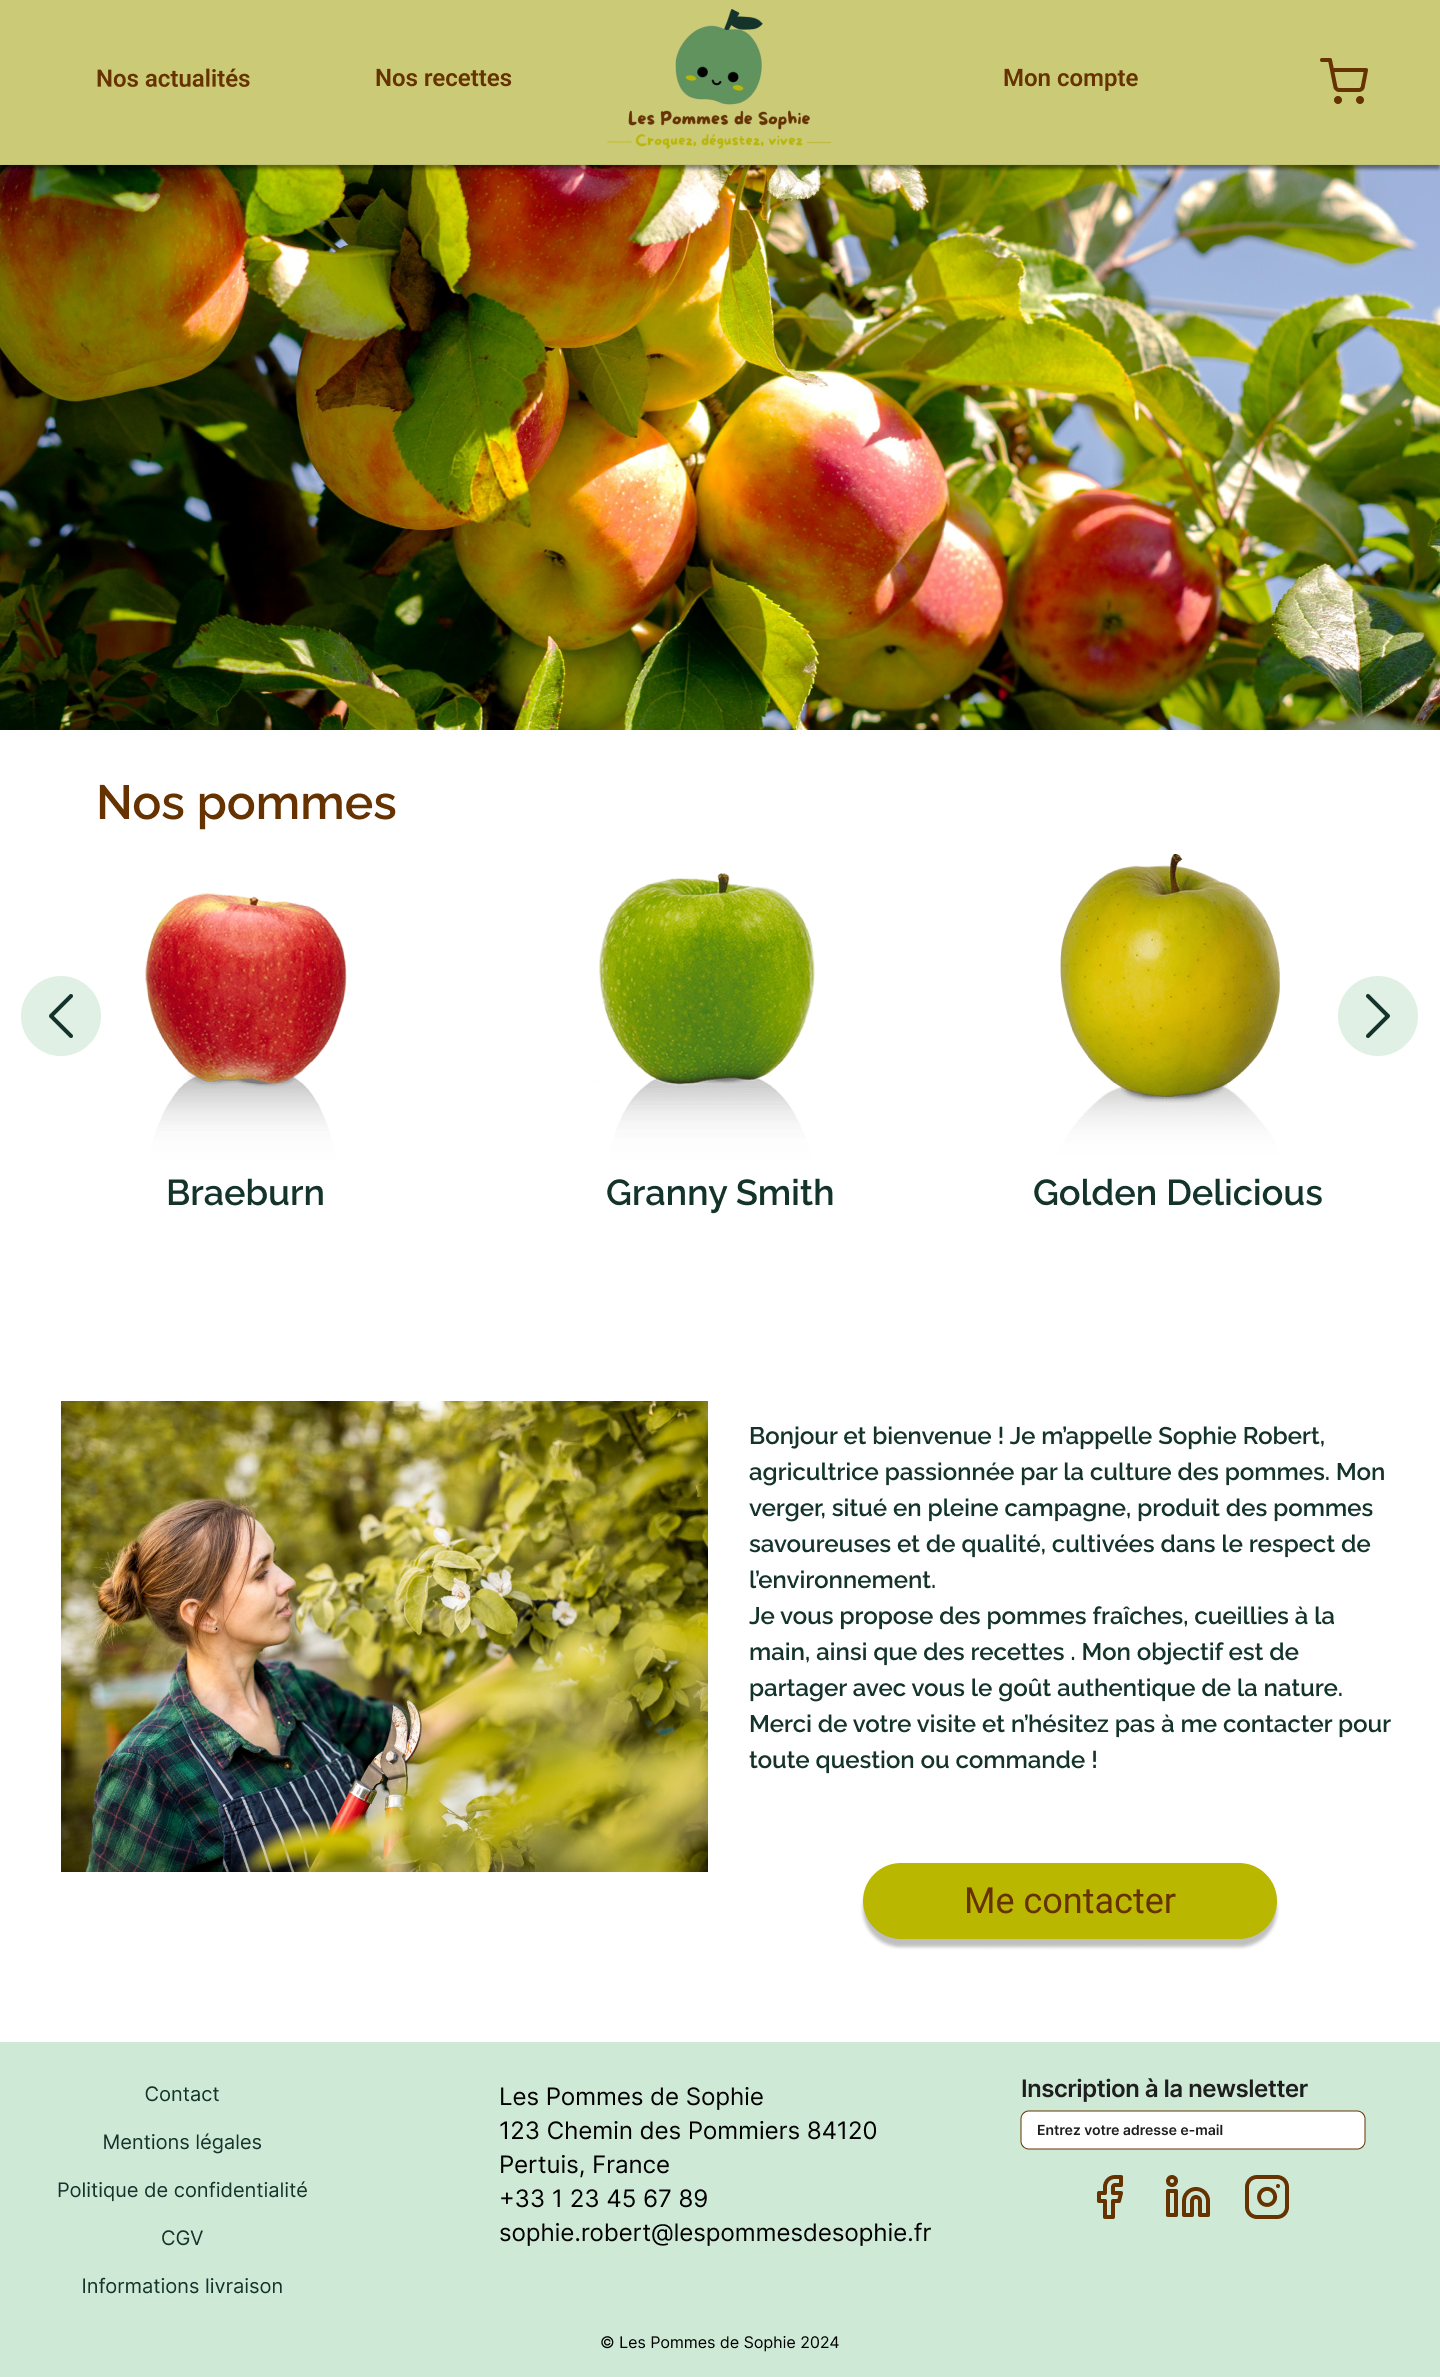 Nos actualités
Nos recettes
Les Pommes de Sophie
Croquez, dégustez, vivez
Mon compte
Nos pommes
Braeburn
Granny Smith
Golden Delicious
Bonjour et bienvenue ! Je m'appelle Sophie Robert,
agricultrice passionnée par la culture des pommes. Mon
verger, situé en pleine campagne, produit des pommes
savoureuses et de qualité, cultivées dans le respect de
l'environnement.
Je vous propose des pommes fraîches, cueillies à la
main, ainsi que des recettes . Mon objectif est de
partager avec vous le goût authentique de la nature.
Merci de votre visite et n'hésitez pas à me contacter pour
toute question ou commande !
Me contacter
Contact
Mentions légales
Politique de confidentialité
CGV
Informations livraison
Les Pommes de Sophie
123 Chemin des Pommiers 84120
Pertuis, France
+33 1 23 45 67 89
sophie.robert@lespommesdesophie.fr
Inscription à la newsletter
Entrez votre adresse e-mail
© Les Pommes de Sophie 2024